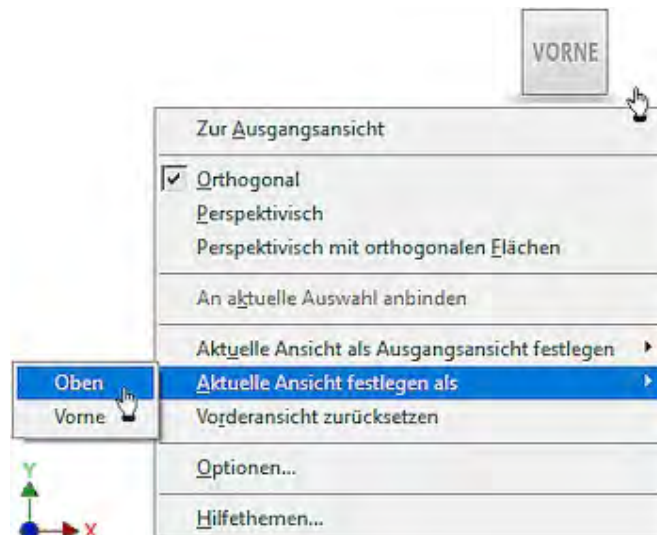 VORNE
Zur Ausgangsansicht
Orthogonal
Perspektivisch
Perspektivisch mit orthogonalen Flächen
An aktuelle Auswahl anbinden
Aktuelle Ansicht als Ausgangsansicht festlegen
Oben
Aktuelle Ansicht festlegen als
Vorne
Vorderansicht zurücksetzen
Optionen...
Hilfethemen...
Y
X